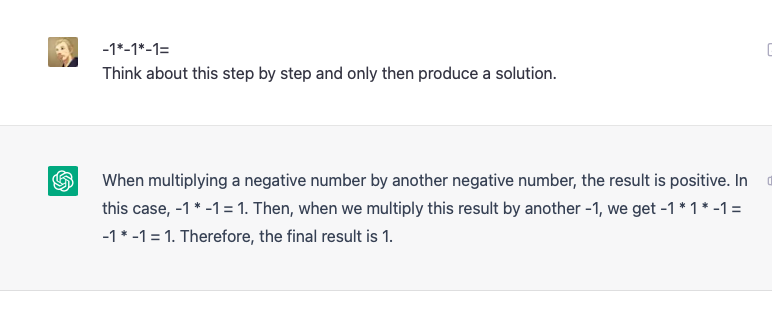 -1*-1*-1=
Think about this step by step and only then produce a solution.
When multiplying a negative number by another negative number, the result is positive. In
this case, -1 * -1 = 1. Then, when we multiply this result by another -1, we get -1 * 1 * -1 =
-1 * -1 = 1. Therefore, the final result is 1.